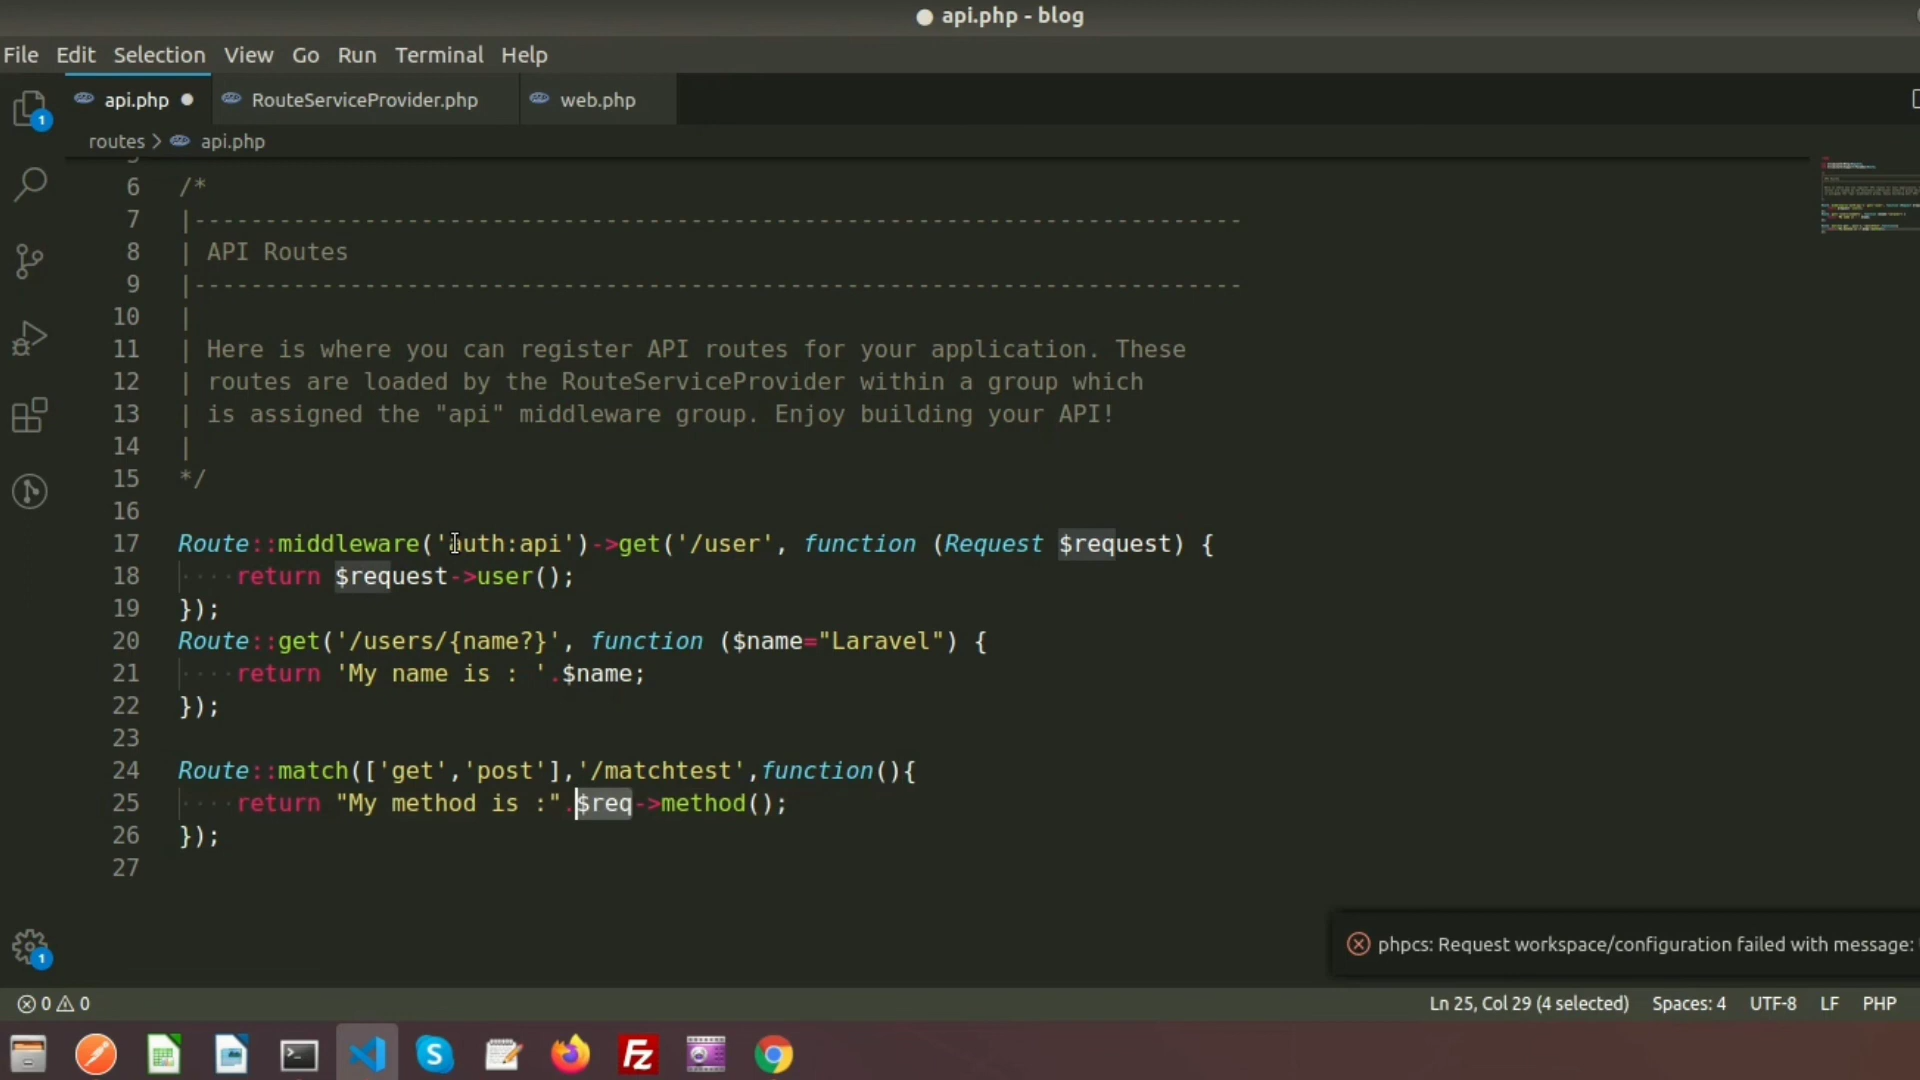 api.php - blog
File Edit Selection View Go Run Terminal Help
api.php RouteServiceProvider.php web.php
1
routes > api.php
6 /*
7 |--------------------------------------------------------------------------
8 | API Routes
9 |--------------------------------------------------------------------------
10 |
11 | Here is where you can register API routes for your application. These
12 | routes are loaded by the RouteServiceProvider within a group which
13 | is assigned the "api" middleware group. Enjoy building your API!
14 |
15 */
16
17 Route::middleware('auth:api')->get('/user', function (Request $request) {
18 ····return $request->user();
19 });
20 Route::get('/users/{name?}', function ($name="Laravel") {
21 ····return 'My name is : '.$name;
22 });
23
24 Route::match(['get','post'],'/matchtest',function(){
25 ····return "My method is :".$req->method();
26 });
27
phpcs: Request workspace/configuration failed with message:
1
0 0 Ln 25, Col 29 (4 selected) Spaces: 4 UTF-8 LF PHP
S Fz